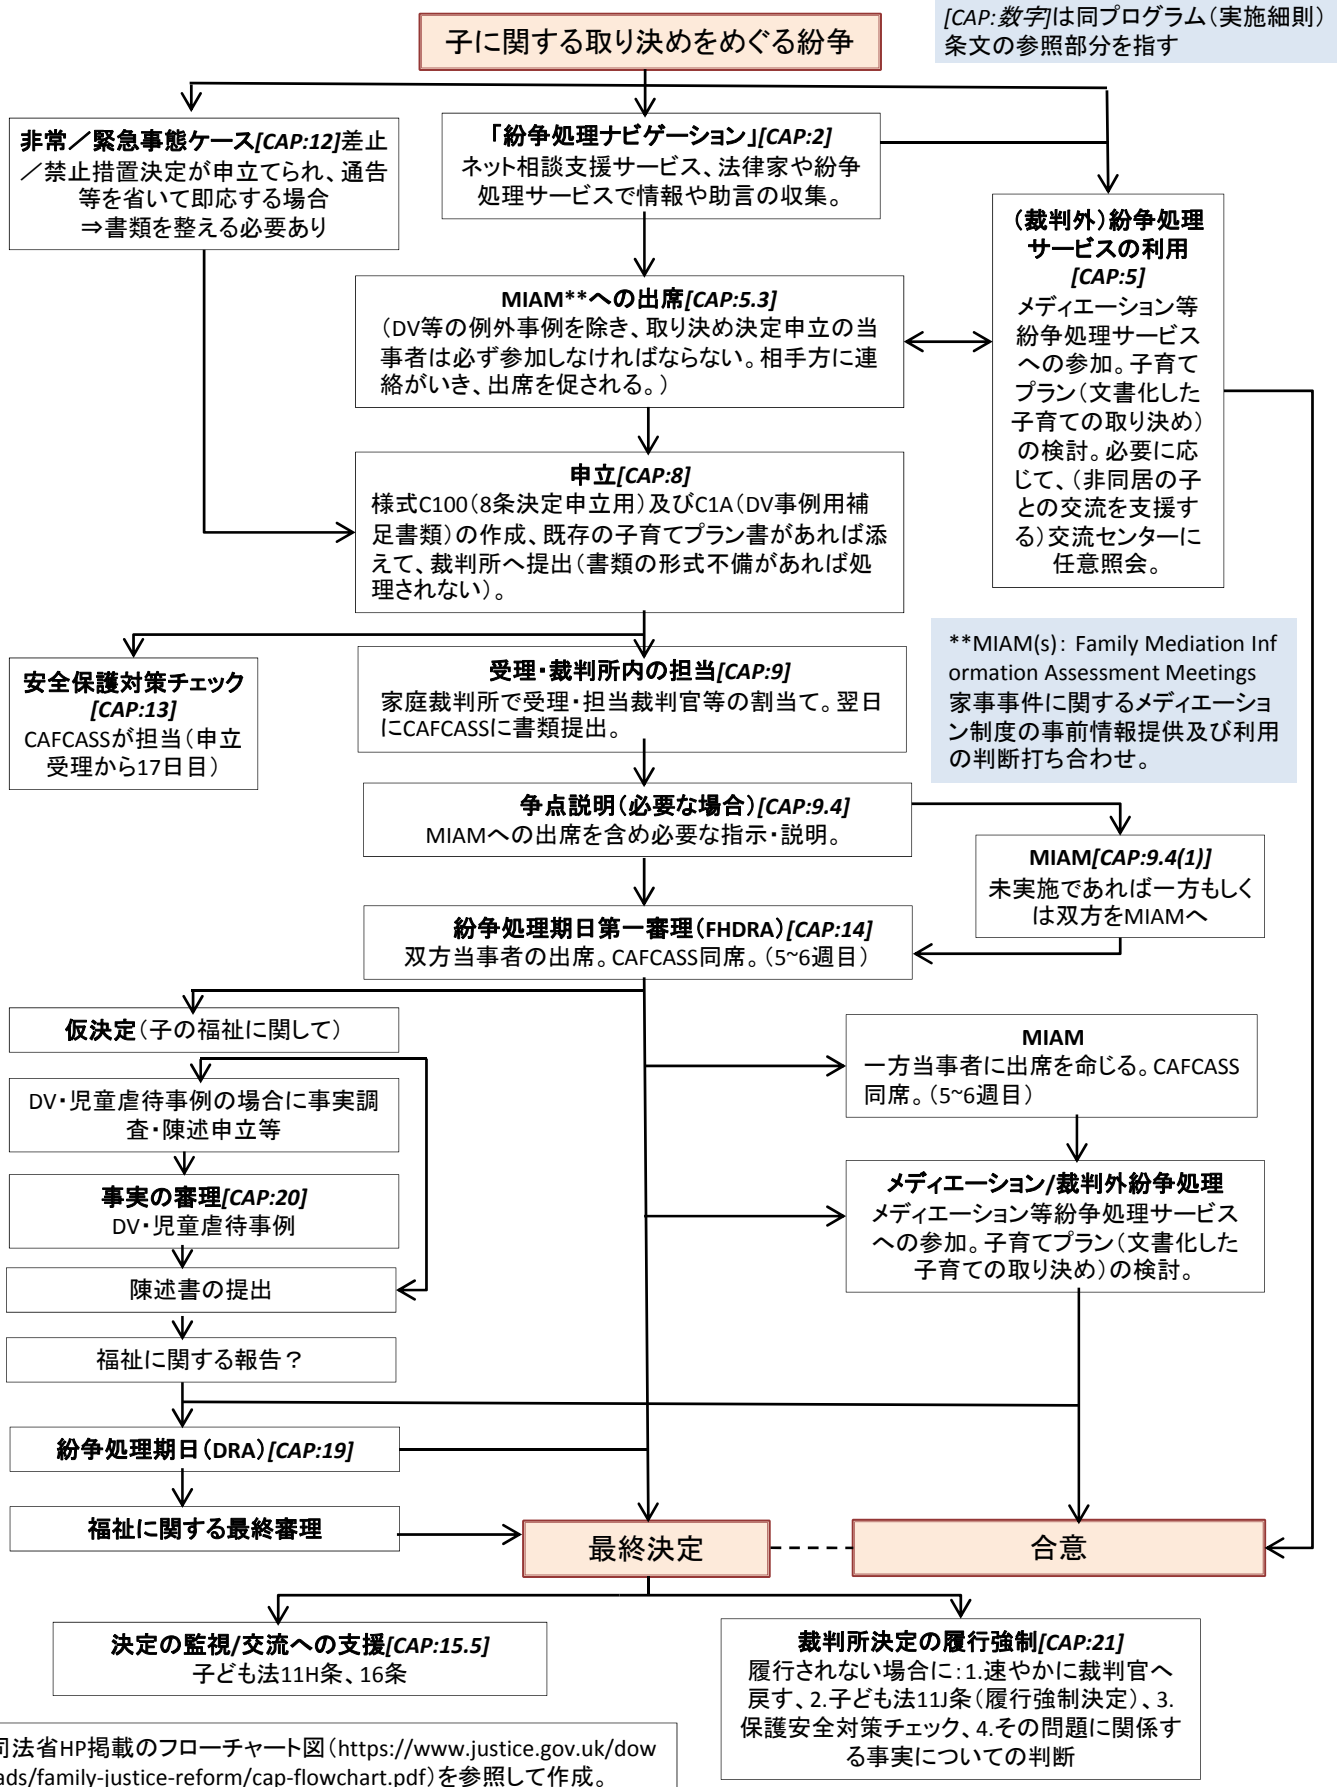 [CAP:数字]は同プログラム（実施細則）
条文の参照部分を指す
子に関する取り決めをめぐる紛争
非常／緊急事態ケース[CAP:12]差止
／禁止措置決定が申立てられ、通告
等を省いて即応する場合
⇒書類を整える必要あり
「紛争処理ナビゲーション」[CAP:2]
ネット相談支援サービス、法律家や紛争
処理サービスで情報や助言の収集。
（裁判外）紛争処理
サービスの利用
[CAP:5]
メディエーション等
紛争処理サービス
への参加。子育て
プラン（文書化した
子育ての取り決め）
の検討。必要に応
じて、（非同居の子
との交流を支援す
る）交流センターに
任意照会。
MIAM**への出席[CAP:5.3]
（DV等の例外事例を除き、取り決め決定申立の当
事者は必ず参加しなければならない。相手方に連
絡がいき、出席を促される。）
申立[CAP:8]
様式C100（8条決定申立用）及びC1A（DV事例用補
足書類）の作成、既存の子育てプラン書があれば添
えて、裁判所へ提出（書類の形式不備があれば処
理されない）。
**MIAM(s)： Family Mediation Inf
ormation Assessment Meetings
家事事件に関するメディエーショ
ン制度の事前情報提供及び利用
の判断打ち合わせ。
安全保護対策チェック
[CAP:13]
CAFCASSが担当（申立
受理から17日目）
受理・裁判所内の担当[CAP:9]
家庭裁判所で受理・担当裁判官等の割当て。翌日
にCAFCASSに書類提出。
争点説明（必要な場合）[CAP:9.4]
MIAMへの出席を含め必要な指示・説明。
MIAM[CAP:9.4(1)]
未実施であれば一方もしく
は双方をMIAMへ
紛争処理期日第一審理（FHDRA）[CAP:14]
双方当事者の出席。CAFCASS同席。（5~6週目）
仮決定（子の福祉に関して）
MIAM
一方当事者に出席を命じる。CAFCASS
同席。（5~6週目）
DV・児童虐待事例の場合に事実調
査・陳述申立等
事実の審理[CAP:20]
DV・児童虐待事例
メディエーション/裁判外紛争処理
メディエーション等紛争処理サービス
への参加。子育てプラン（文書化した
子育ての取り決め）の検討。
陳述書の提出
福祉に関する報告？
紛争処理期日（DRA）[CAP:19]
福祉に関する最終審理
最終決定
合意
決定の監視/交流への支援[CAP:15.5]
子ども法11H条、16条
裁判所決定の履行強制[CAP:21]
履行されない場合に：1.速やかに裁判官へ
戻す、2.子ども法11J条（履行強制決定）、3.
保護安全対策チェック、4.その問題に関係す
る事実についての判断
司法省HP掲載のフローチャート図（https://www.justice.gov.uk/dow
ads/family-justice-reform/cap-flowchart.pdf）を参照して作成。